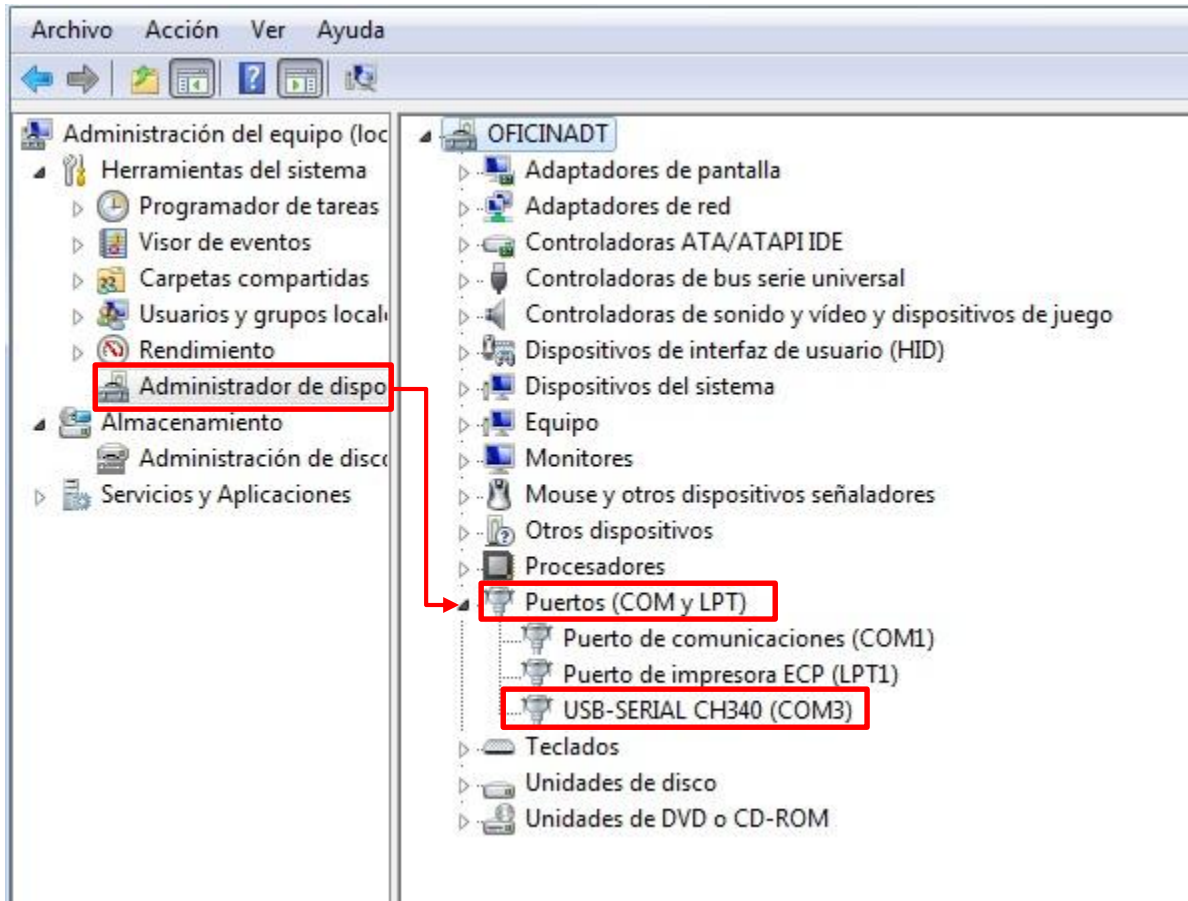 Archivo Acción Ver Ayuda
Administración del equipo (loc
Herramientas del sistema
Programador de tareas
Visor de eventos
Carpetas compartidas
Usuarios y grupos local
Rendimiento
Administrador de dispo
Almacenamiento
Administración de disc
Servicios y Aplicaciones
OFICINADT
Adaptadores de pantalla
Adaptadores de red
Controladoras ATA/ATAPI IDE
Controladoras de bus serie universal
Controladoras de sonido y vídeo y dispositivos de juego
Dispositivos de interfaz de usuario (HID)
Dispositivos del sistema
Equipo
Monitores
Mouse y otros dispositivos señaladores
Otros dispositivos
Procesadores
Puertos (COM y LPT)
Puerto de comunicaciones (COM1)
Puerto de impresora ECP (LPT1)
USB-SERIAL CH340 (COM3)
Teclados
Unidades de disco
Unidades de DVD o CD-ROM